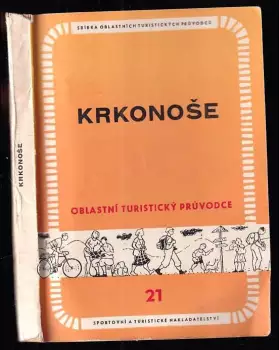 SBÍRKA OBLASTNÍCH TURISTICKÝCH PRŮVODCŮ
KRKONOŠE
KRKONOŠE
OBLASTNÍ TURISTICKÝ PRŮVODCE
21
SPORTOVNÍ A TURISTICKÉ NAKLADATELSTVÍ